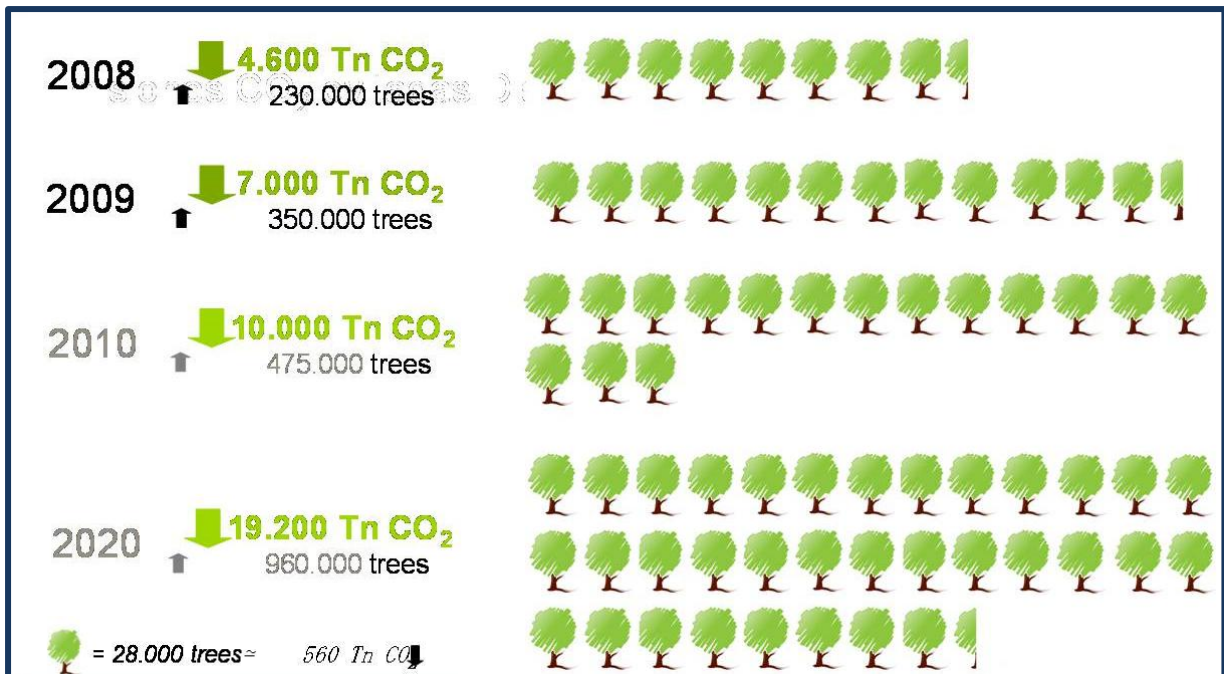 2008
4.600 Tn CO₂
230.000 trees
2009
7.000 Tn CO₂
350.000 trees
2010
10.000 Tn CO₂
475.000 trees
2020
19.200 Tn CO₂
960.000 trees
= 28.000 trees ≃ 560 Tn CO₂